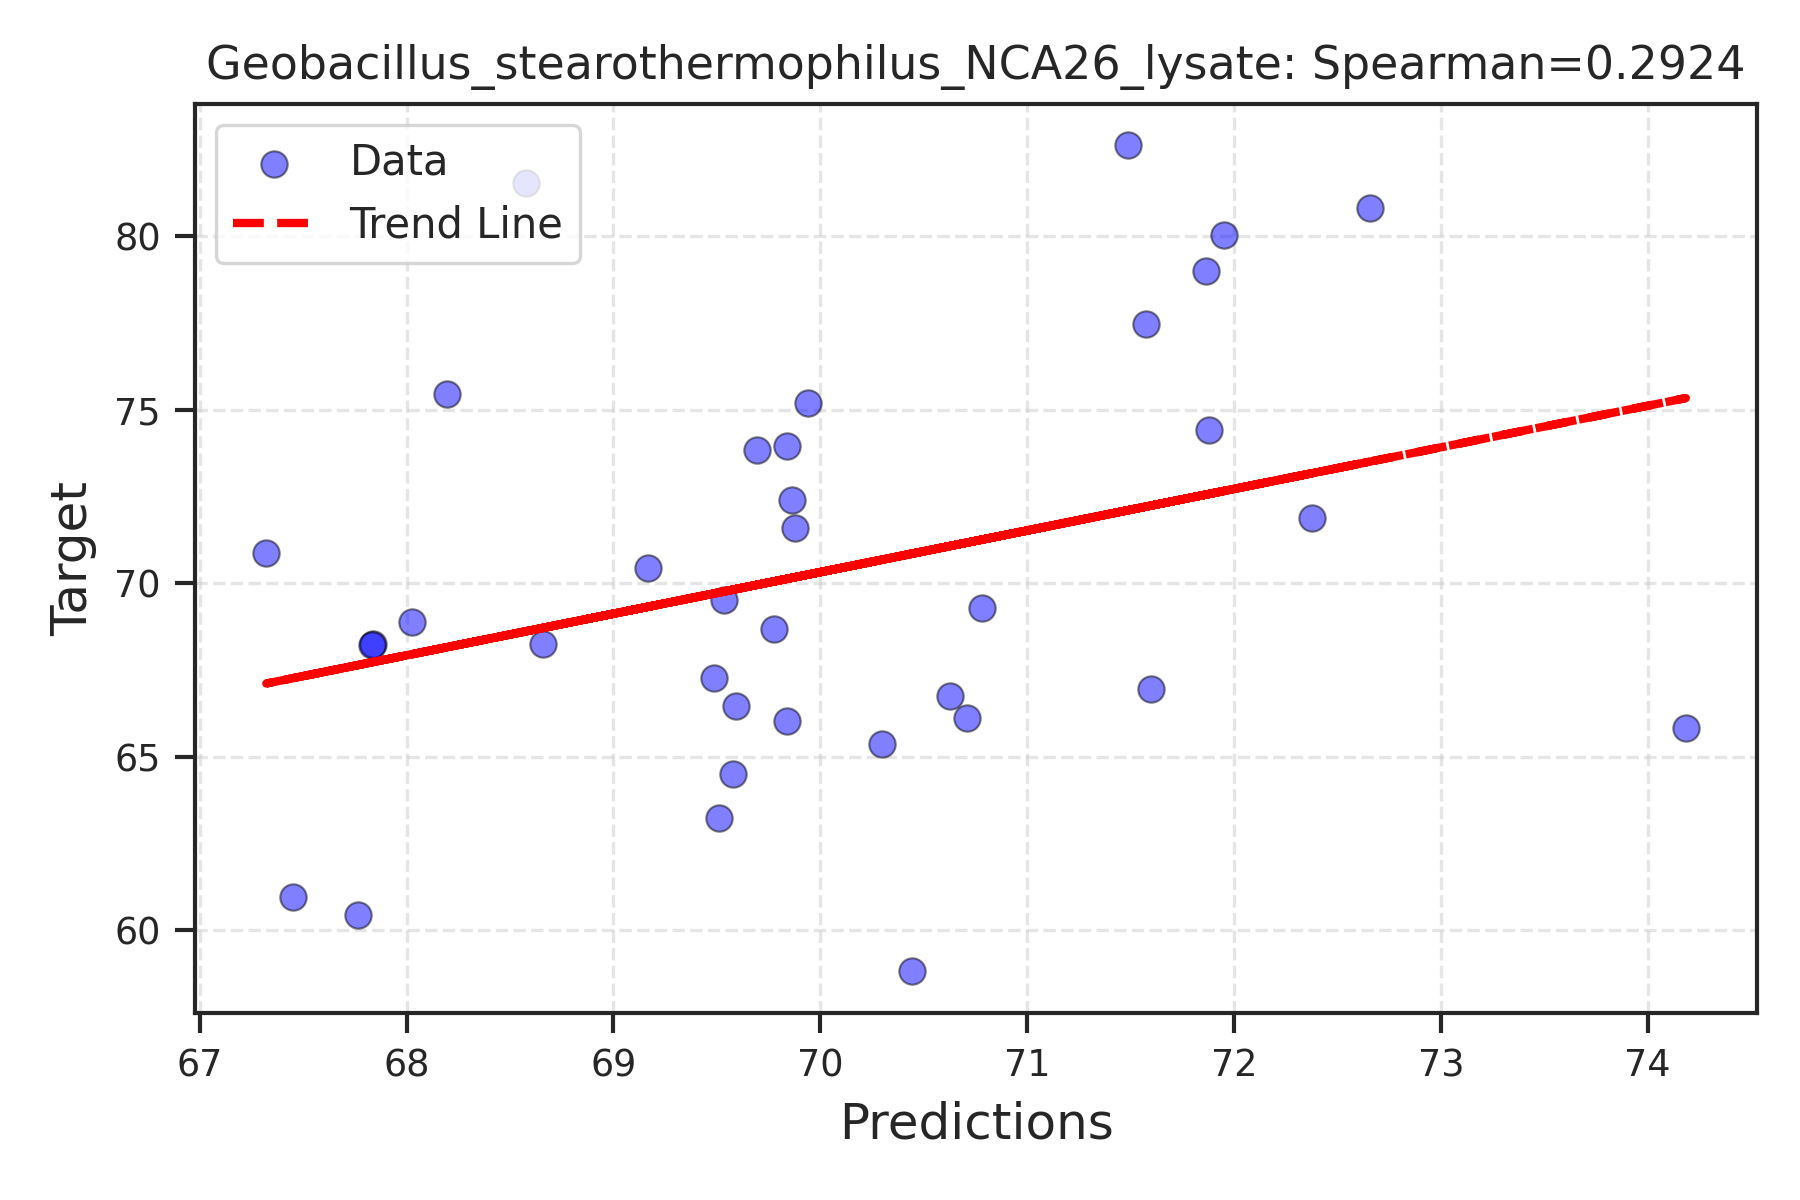 Geobacillus_stearothermophilus_NCA26_lysate: Spearman=0.2924
Data
Trend Line
Target
80
75
70
65
60
67 68 69 70 71 72 73 74
Predictions